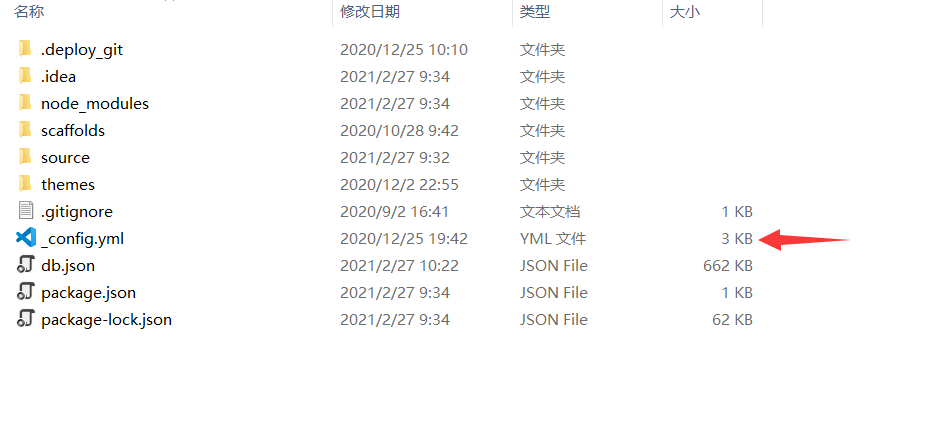 名称 修改日期 类型 大小
.deploy_git 2020/12/25 10:10 文件夹
.idea 2021/2/27 9:34 文件夹
node_modules 2021/2/27 9:34 文件夹
scaffolds 2020/10/28 9:42 文件夹
source 2021/2/27 9:32 文件夹
themes 2020/12/2 22:55 文件夹
.gitignore 2020/9/2 16:41 文本文档 1 KB
_config.yml 2020/12/25 19:42 YML 文件 3 KB
db.json 2021/2/27 10:22 JSON File 662 KB
package.json 2021/2/27 9:34 JSON File 1 KB
package-lock.json 2021/2/27 9:34 JSON File 62 KB